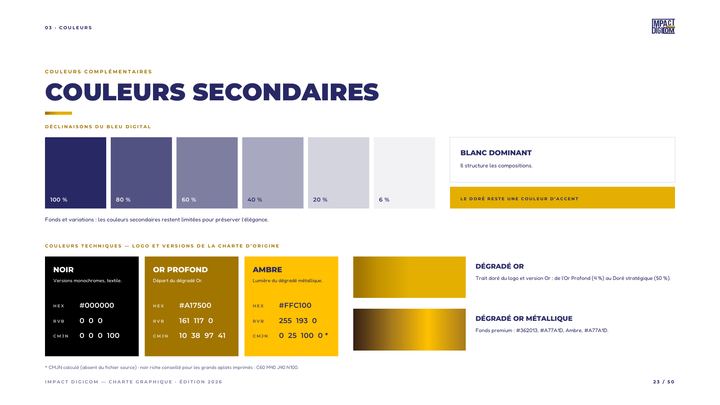 03 · COULEURS
IMPACT
DIGICOM
COULEURS COMPLÉMENTAIRES
COULEURS SECONDAIRES
DÉCLINAISONS DU BLEU DIGITAL
100 %
80 %
60 %
40 %
20 %
6 %
BLANC DOMINANT
Il structure les compositions.
LE DORÉ RESTE UNE COULEUR D'ACCENT
Fonds et variations : les couleurs secondaires restent limitées pour préserver l'élégance.
COULEURS TECHNIQUES — LOGO ET VERSIONS DE LA CHARTE D'ORIGINE
NOIR
Versions monochromes, textile.
HEX #000000
RVB 0 0 0
CMJN 0 0 0 100
OR PROFOND
Départ du dégradé Or.
HEX #A17500
RVB 161 117 0
CMJN 10 38 97 41
AMBRE
Lumière du dégradé métallique.
HEX #FFC100
RVB 255 193 0
CMJN 0 25 100 0 *
DÉGRADÉ OR
Trait doré du logo et version Or : de l'Or Profond (4 %) au Doré stratégique (50 %).
DÉGRADÉ OR MÉTALLIQUE
Fonds premium : #362013, #A77A1D, Ambre, #A77A1D.
* CMJN calculé (absent du fichier source) · noir riche conseillé pour les grands aplats imprimés : C60 M40 J40 N100.
IMPACT DIGICOM — CHARTE GRAPHIQUE · ÉDITION 2026
23 / 50